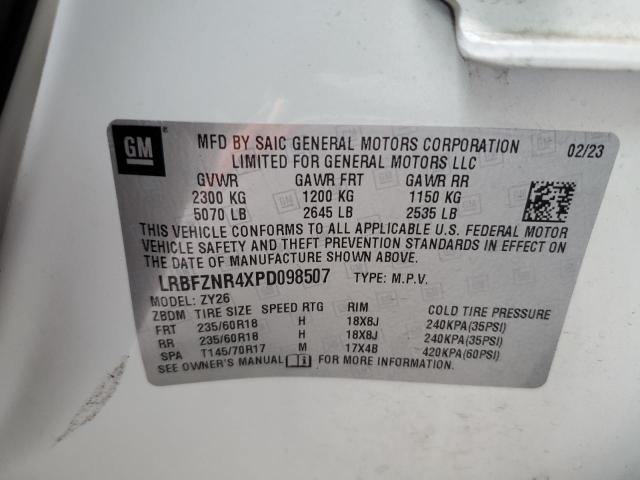 GM ®
MFD BY SAIC GENERAL MOTORS CORPORATION 02/23
LIMITED FOR GENERAL MOTORS LLC
GVWR GAWR FRT GAWR RR
2300 KG 1200 KG 1150 KG
5070 LB 2645 LB 2535 LB
THIS VEHICLE CONFORMS TO ALL APPLICABLE U.S. FEDERAL MOTOR
VEHICLE SAFETY AND THEFT PREVENTION STANDARDS IN EFFECT ON
THE DATE OF MANUFACTURE SHOWN ABOVE.
LRBFZNR4XPD098507 TYPE: M.P.V.
MODEL: ZY26
ZBDM TIRE SIZE SPEED RTG RIM COLD TIRE PRESSURE
FRT 235/60R18 H 18X8J 240KPA(35PSI)
RR 235/60R18 H 18X8J 240KPA(35PSI)
SPA T145/70R17 M 17X4B 420KPA(60PSI)
SEE OWNER'S MANUAL FOR MORE INFORMATION.